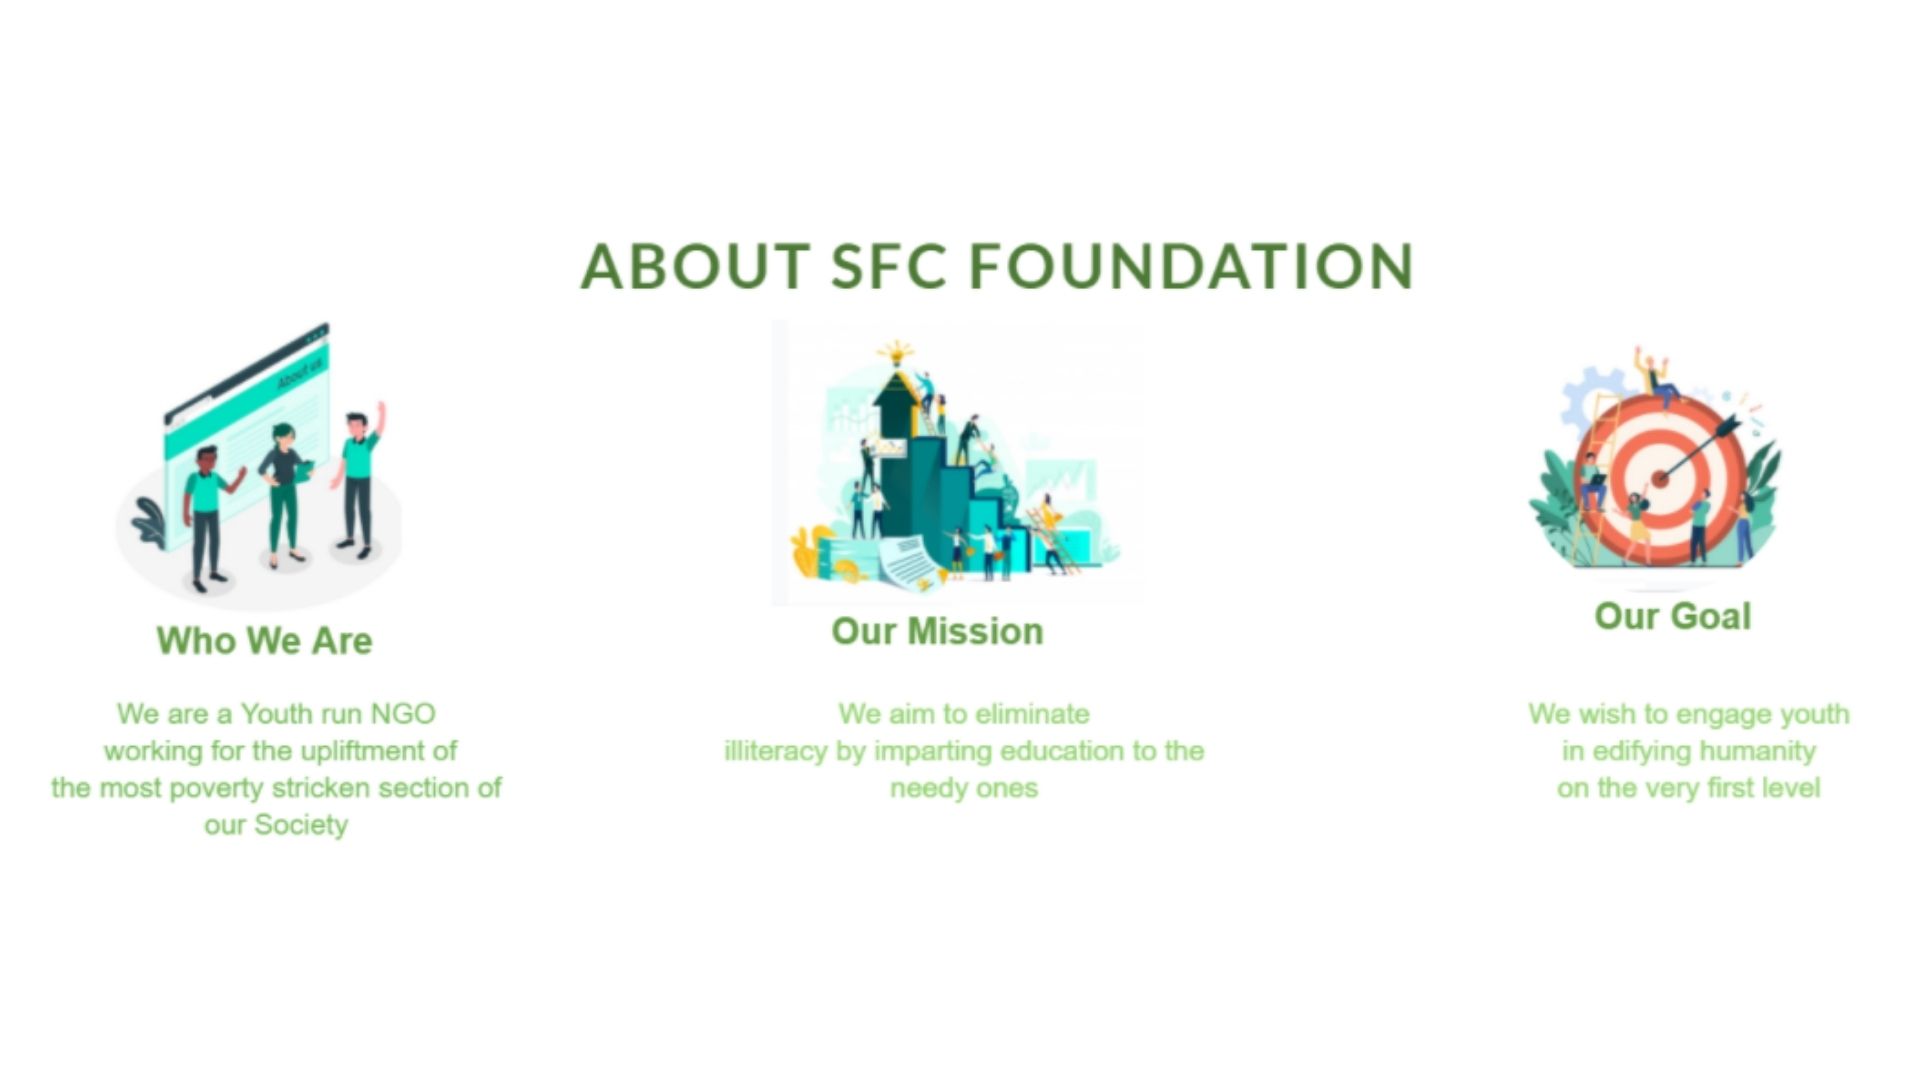 ABOUT SFC FOUNDATION
About us
Who We Are
We are a Youth run NGO
working for the upliftment of
the most poverty stricken section of
our Society
Our Mission
We aim to eliminate
illiteracy by imparting education to the
needy ones
Our Goal
We wish to engage youth
in edifying humanity
on the very first level